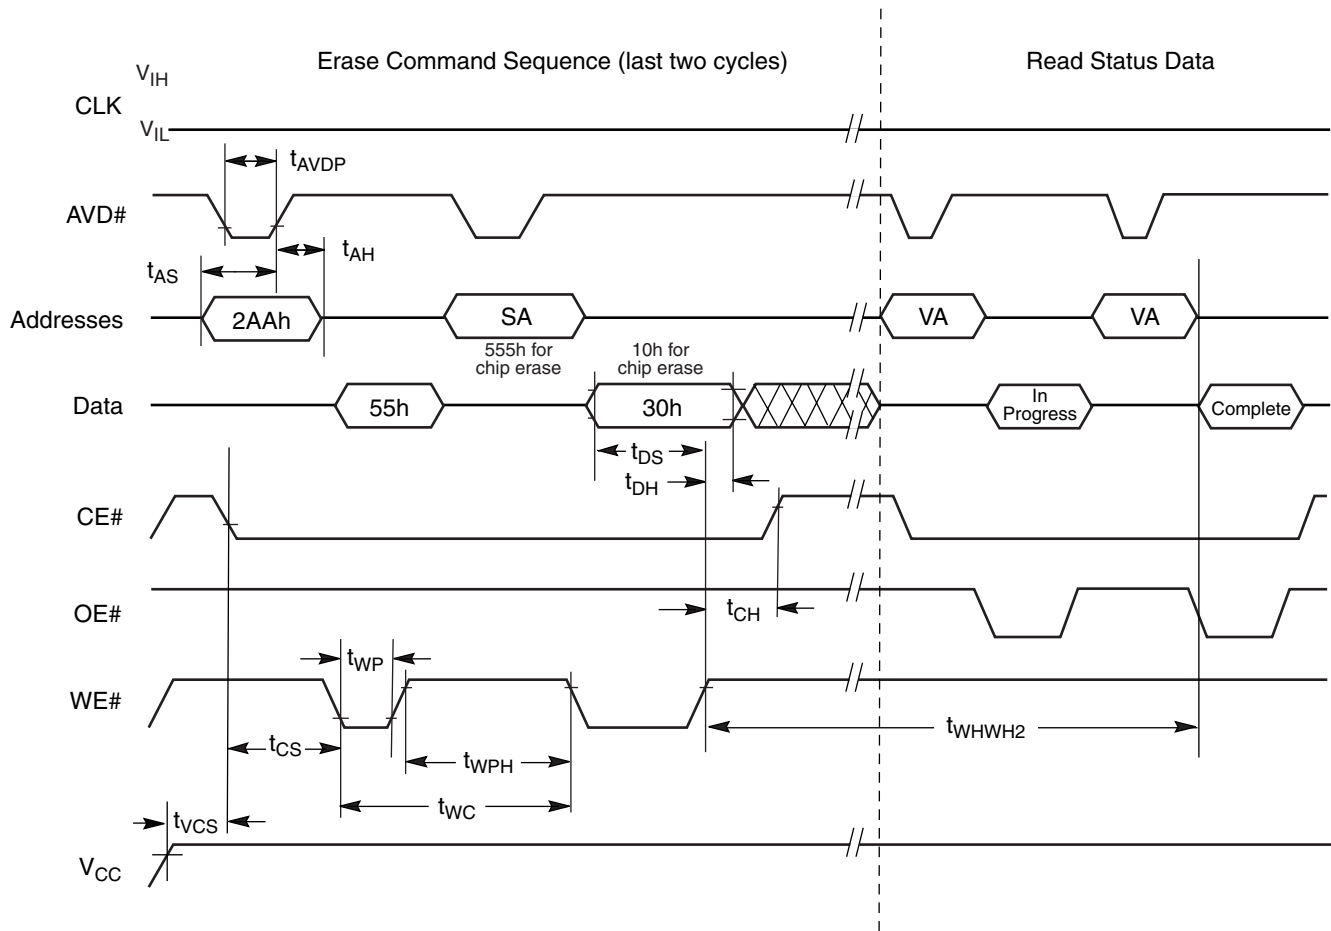 Erase Command Sequence (last two cycles)
Read Status Data
VIH
CLK
VIL
tAVDP
AVD#
tAH
tAS
Addresses
2AAh
SA
VA
VA
555h for
chip erase
10h for
chip erase
Data
55h
30h
In
Progress
Complete
tDS
tDH
CE#
OE#
tCH
tWP
WE#
tWHWH2
tCS
tWPH
tWC
tVCS
VCC